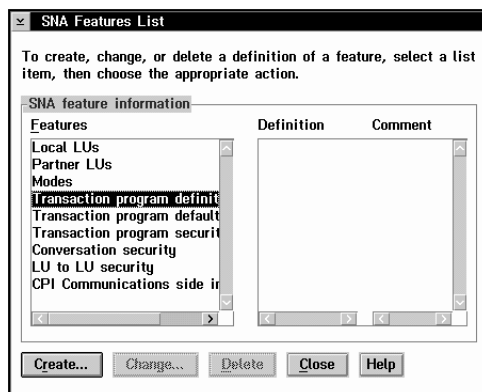 SNA Features List
To create, change, or delete a definition of a feature, select a list
item, then choose the appropriate action.
SNA feature information
Features Definition Comment
Local LUs
Partner LUs
Modes
Transaction program definit
Transaction program default
Transaction program securit
Conversation security
LU to LU security
CPI Communications side in
Create... Change... Delete Close Help